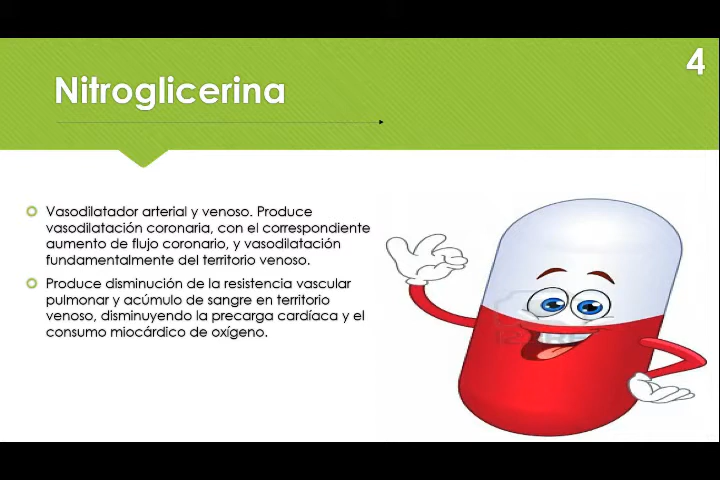 4
Nitroglicerina
Vasodilatador arterial y venoso. Produce
vasodilatación coronaria, con el correspondiente
aumento de flujo coronario, y vasodilatación
fundamentalmente del territorio venoso.
Produce disminución de la resistencia vascular
pulmonar y acúmulo de sangre en territorio
venoso, disminuyendo la precarga cardíaca y el
consumo miocárdico de oxígeno.